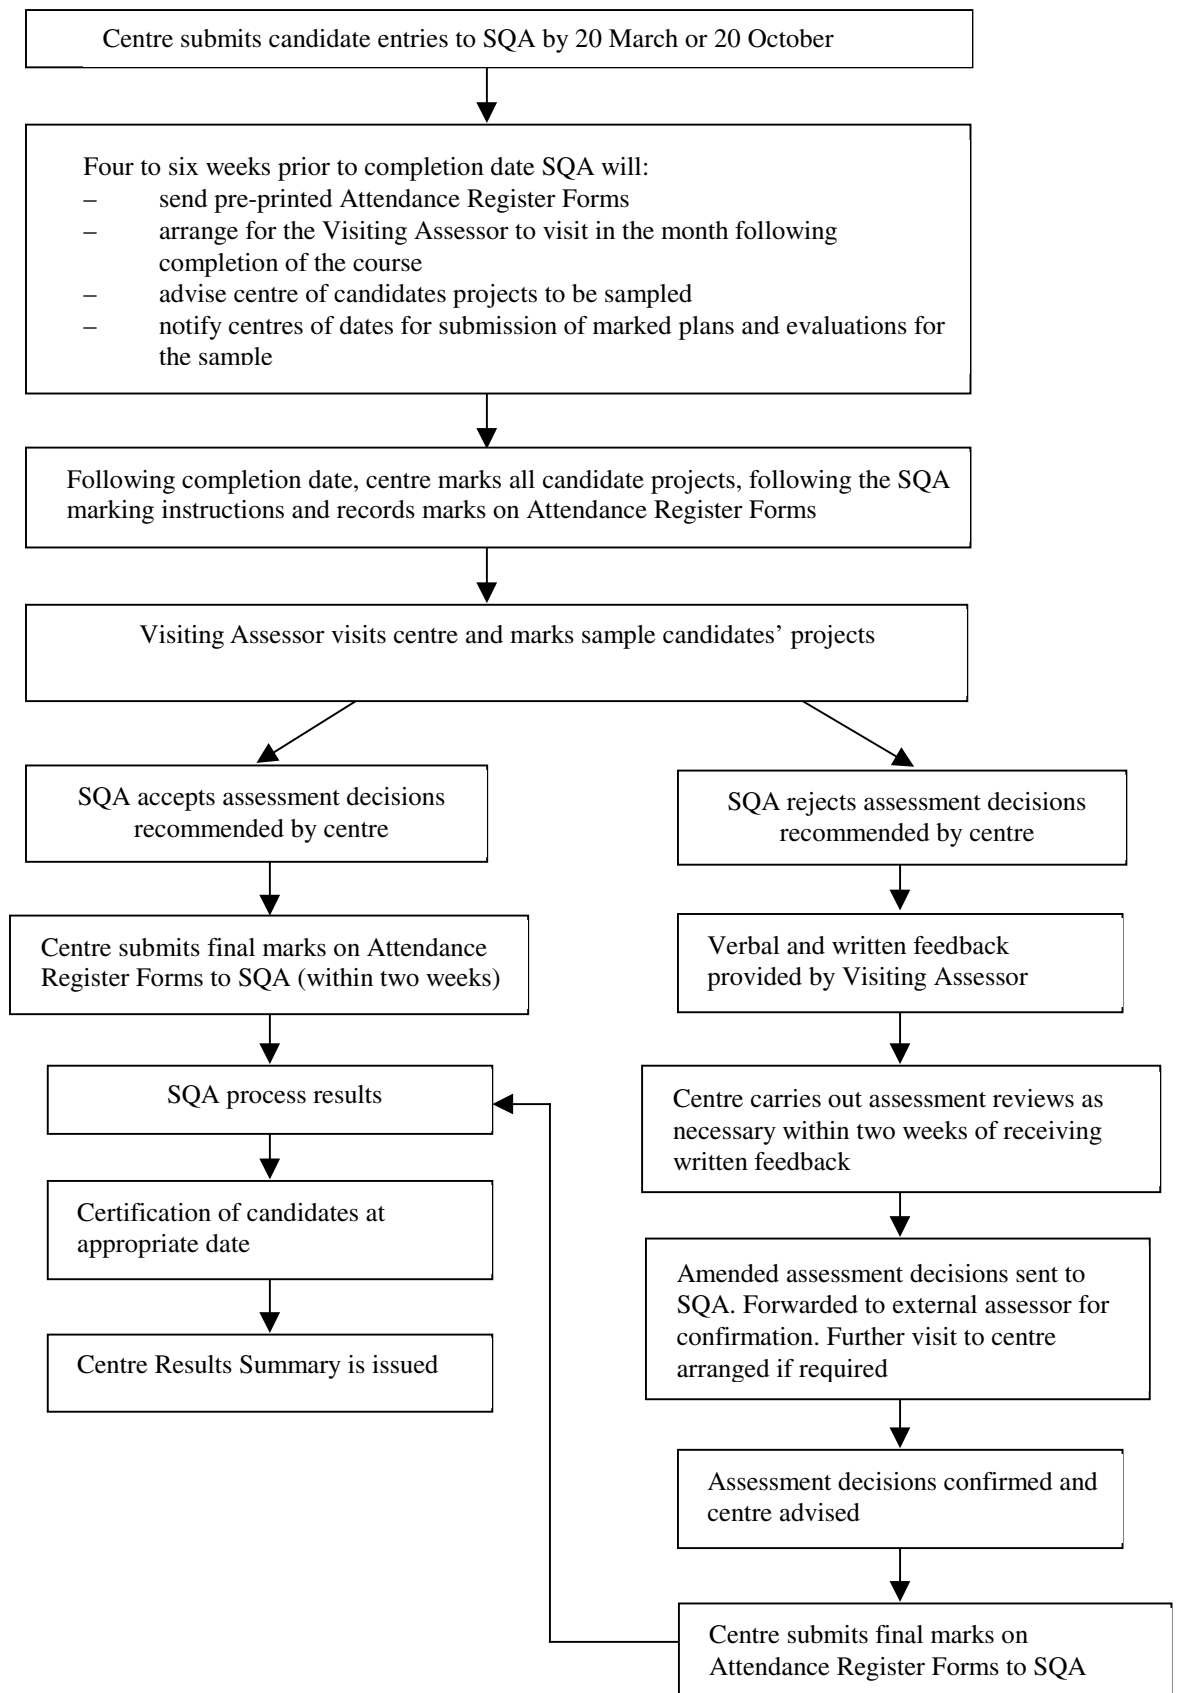 Centre submits candidate entries to SQA by 20 March or 20 October
Four to six weeks prior to completion date SQA will:
– send pre-printed Attendance Register Forms
– arrange for the Visiting Assessor to visit in the month following
completion of the course
– advise centre of candidates projects to be sampled
– notify centres of dates for submission of marked plans and evaluations for
the sample
Following completion date, centre marks all candidate projects, following the SQA
marking instructions and records marks on Attendance Register Forms
Visiting Assessor visits centre and marks sample candidates’ projects
SQA accepts assessment decisions
recommended by centre
Centre submits final marks on Attendance
Register Forms to SQA (within two weeks)
SQA process results
Certification of candidates at
appropriate date
Centre Results Summary is issued
SQA rejects assessment decisions
recommended by centre
Verbal and written feedback
provided by Visiting Assessor
Centre carries out assessment reviews as
necessary within two weeks of receiving
written feedback
Amended assessment decisions sent to
SQA. Forwarded to external assessor for
confirmation. Further visit to centre
arranged if required
Assessment decisions confirmed and
centre advised
Centre submits final marks on
Attendance Register Forms to SQA